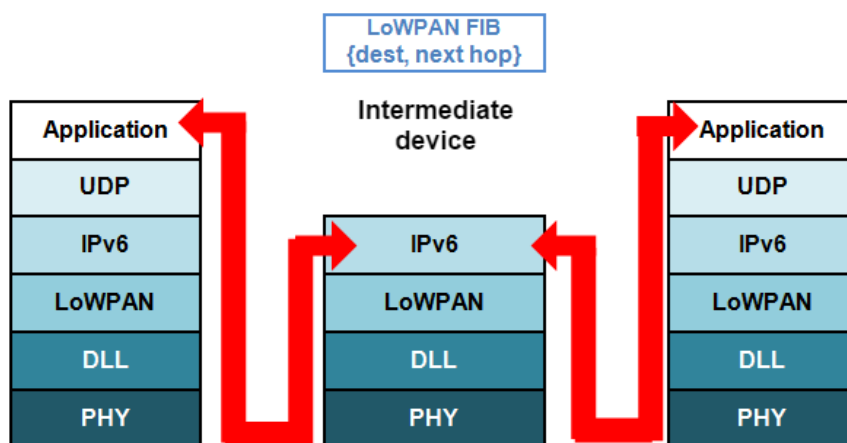 LoWPAN FIB
{dest, next hop}
Intermediate
device
Application
UDP
IPv6
LoWPAN
DLL
PHY
IPv6
LoWPAN
DLL
PHY
Application
UDP
IPv6
LoWPAN
DLL
PHY